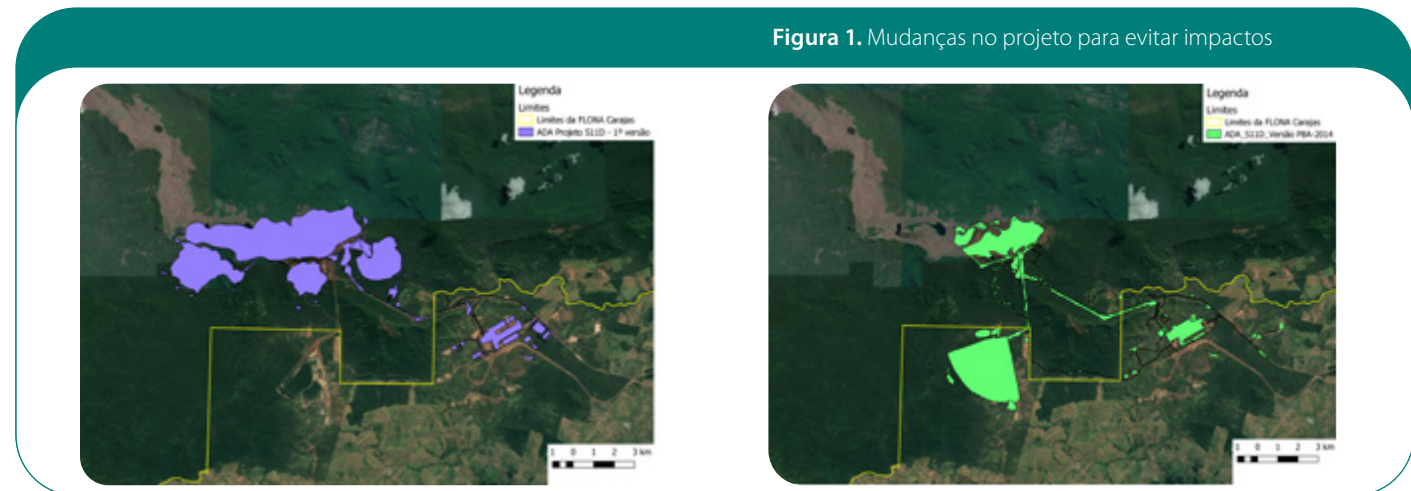 Figura 1. Mudanças no projeto para evitar impactos
Legenda
Limites
Limites da FLONA Carajas
ADA Projeto S11D - 1ª versão
1 0 1 2 3 km
Legenda
Limites
Limites da FLONA Carajas
ADA_S11D_Versão PBA-2014
1 0 1 2 3 km